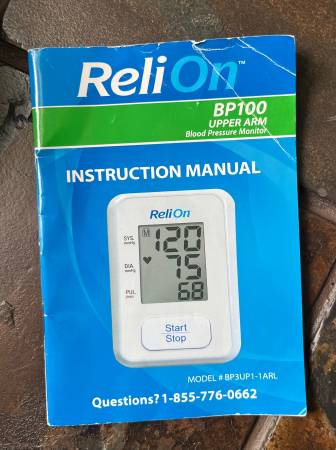 ReliOn™
BP100
UPPER ARM
Blood Pressure Monitor
INSTRUCTION MANUAL
ReliOn
M
SYS. mmHg 120
DIA. mmHg 75
PUL. /min 68
Start
Stop
MODEL # BP3UP1-1ARL
Questions? 1-855-776-0662